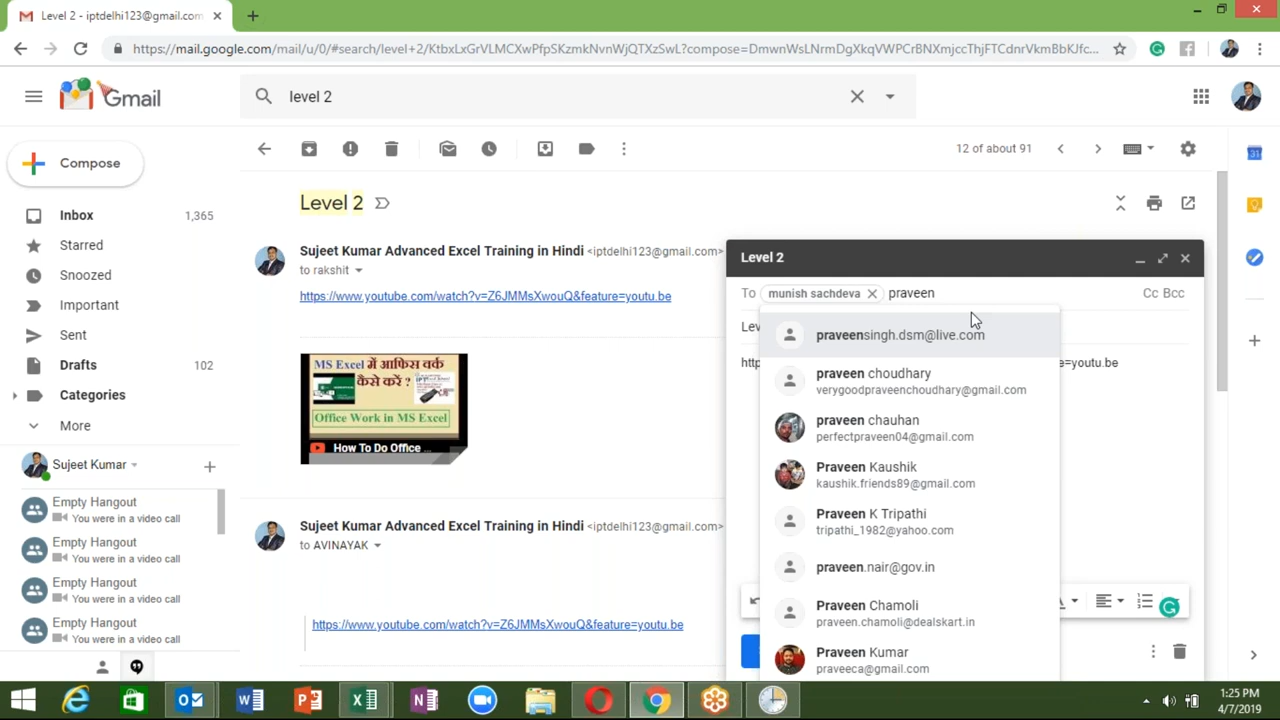 Level 2 - iptdelhi123@gmail.com
https://mail.google.com/mail/u/0/#search/level+2/KtbxLxGrVLMCXwPfpSKzmkNvnWjQTXzSwL?compose=DmwnWsLNrmDgXkqVWPCrBNXmjccThjFTCdnrVkmBbKJfc...
Gmail
level 2
Compose
12 of about 91
Inbox 1,365
Starred
Snoozed
Important
Sent
Drafts 102
Categories
More
Sujeet Kumar
Empty Hangout
You were in a video call
Empty Hangout
You were in a video call
Empty Hangout
You were in a video call
Empty Hangout
You were in a video call
Level 2
Sujeet Kumar Advanced Excel Training in Hindi <iptdelhi123@gmail.com>
to rakshit
https://www.youtube.com/watch?v=Z6JMMsXwouQ&feature=youtu.be
MS Excel में आफिस वर्क
कैसे करें ?
Office Work in MS Excel
How To Do Office ...
Sujeet Kumar Advanced Excel Training in Hindi <iptdelhi123@gmail.com>
to AVINAYAK
https://www.youtube.com/watch?v=Z6JMMsXwouQ&feature=youtu.be
Level 2
To munish sachdeva praveen Cc Bcc
Lev
http e=youtu.be
praveensingh.dsm@live.com
praveen choudhary
verygoodpraveenchoudhary@gmail.com
praveen chauhan
perfectpraveen04@gmail.com
Praveen Kaushik
kaushik.friends89@gmail.com
Praveen K Tripathi
tripathi_1982@yahoo.com
praveen.nair@gov.in
Praveen Chamoli
praveen.chamoli@dealskart.in
Praveen Kumar
praveeca@gmail.com
31
1:25 PM
4/7/2019